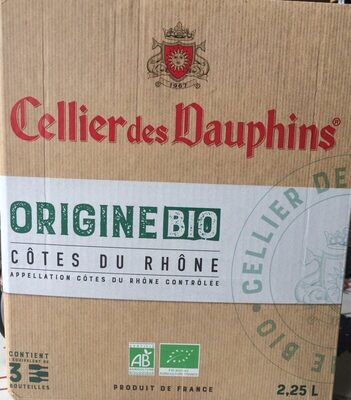 1967
Cellier des Dauphins®
ORIGINE BIO
CÔTES DU RHÔNE
APPELLATION CÔTES DU RHÔNE CONTRÔLÉE
CELLIER DE
BIO
CONTIENT
L'ÉQUIVALENT DE
3
BOUTEILLES
AB
PRODUIT DE FRANCE
2,25 L